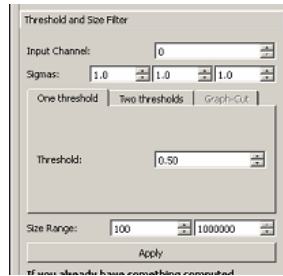 Threshold and Size Filter
Input Channel: 0
Sigmas: 1.0 1.0 1.0
One threshold Two thresholds Graph-Cut
Threshold: 0.50
Size Range: 100 1000000
Apply
If you already have something computed